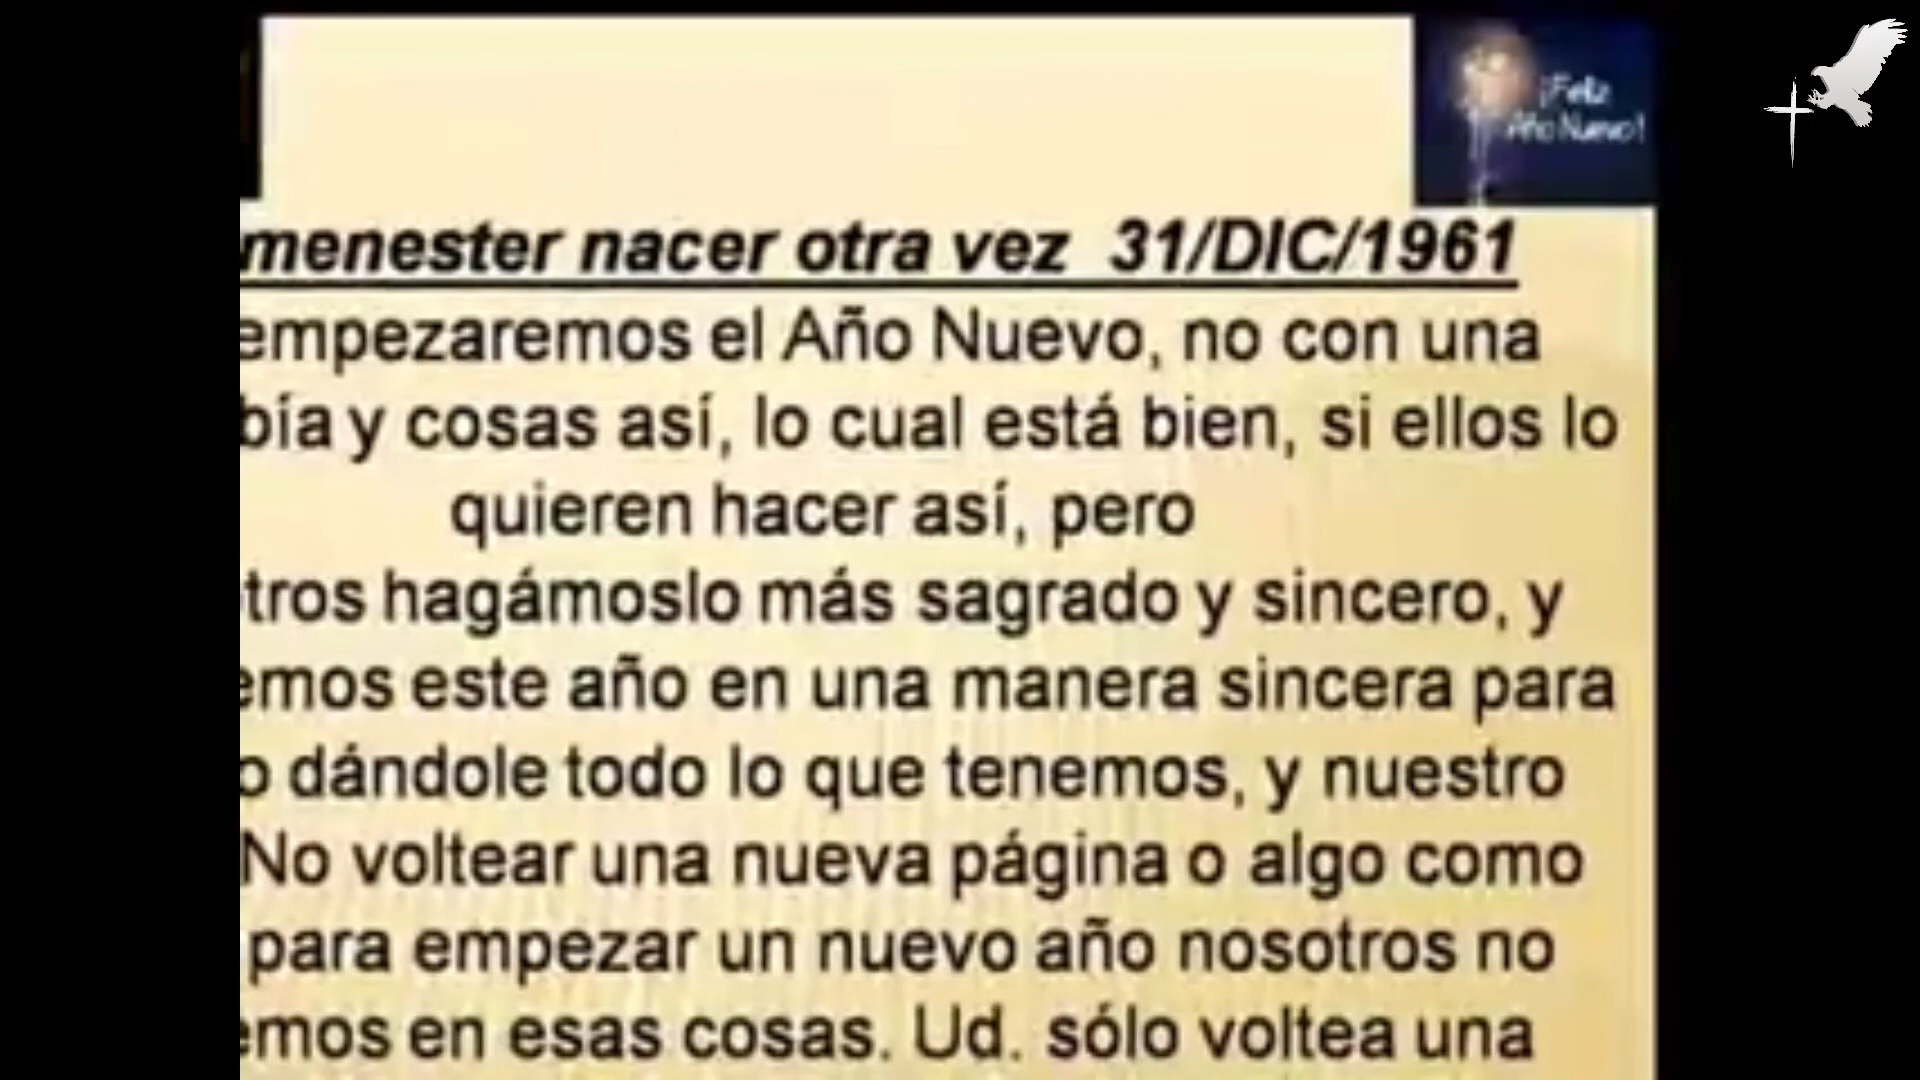 ¡Feliz
Año Nuevo!
menester nacer otra vez 31/DIC/1961
empezaremos el Año Nuevo, no con una
bía y cosas así, lo cual está bien, si ellos lo
quieren hacer así, pero
tros hagámoslo más sagrado y sincero, y
emos este año en una manera sincera para
o dándole todo lo que tenemos, y nuestro
No voltear una nueva página o algo como
para empezar un nuevo año nosotros no
emos en esas cosas. Ud. sólo voltea una